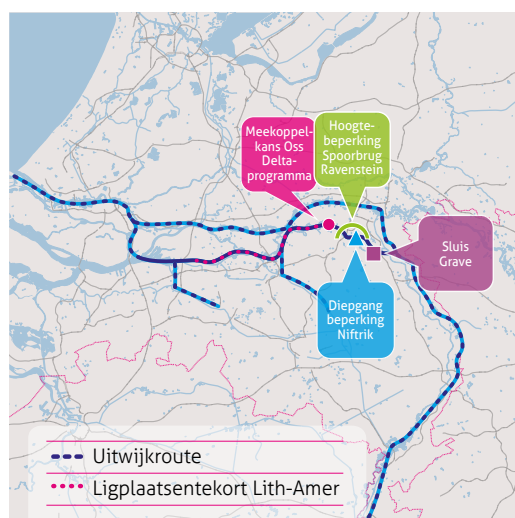 Meekoppel-
kans Oss
Delta-
programma
Hoogte-
beperking
Spoorbrug
Ravenstein
Sluis
Grave
Diepgang
beperking
Niftrik
Uitwijkroute
Ligplaatsentekort Lith-Amer